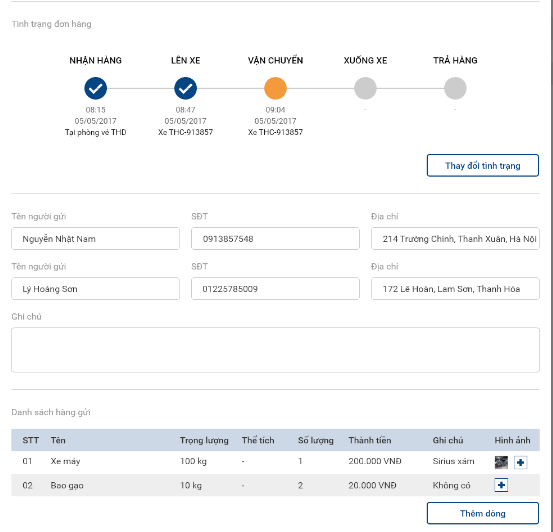 Tình trạng đơn hàng
NHẬN HÀNG LÊN XE VẬN CHUYỂN XUỐNG XE TRẢ HÀNG
08:15 08:47 09:04 - -
05/05/2017 05/05/2017 05/05/2017
Tại phòng vé THĐ Xe THC-913857 Xe THC-913857
Thay đổi tình trạng
Tên người gửi SĐT Địa chỉ
Nguyễn Nhật Nam 0913857548 214 Trường Chinh, Thanh Xuân, Hà Nội
Tên người gửi SĐT Địa chỉ
Lý Hoàng Sơn 01225785009 172 Lê Hoàn, Lam Sơn, Thanh Hóa
Ghi chú
Danh sách hàng gửi
STT Tên Trọng lượng Thể tích Số lượng Thành tiền Ghi chú Hình ảnh
01 Xe máy 100 kg - 1 200.000 VNĐ Sirius xám
02 Bao gạo 10 kg - 2 20.000 VNĐ Không có
Thêm dòng